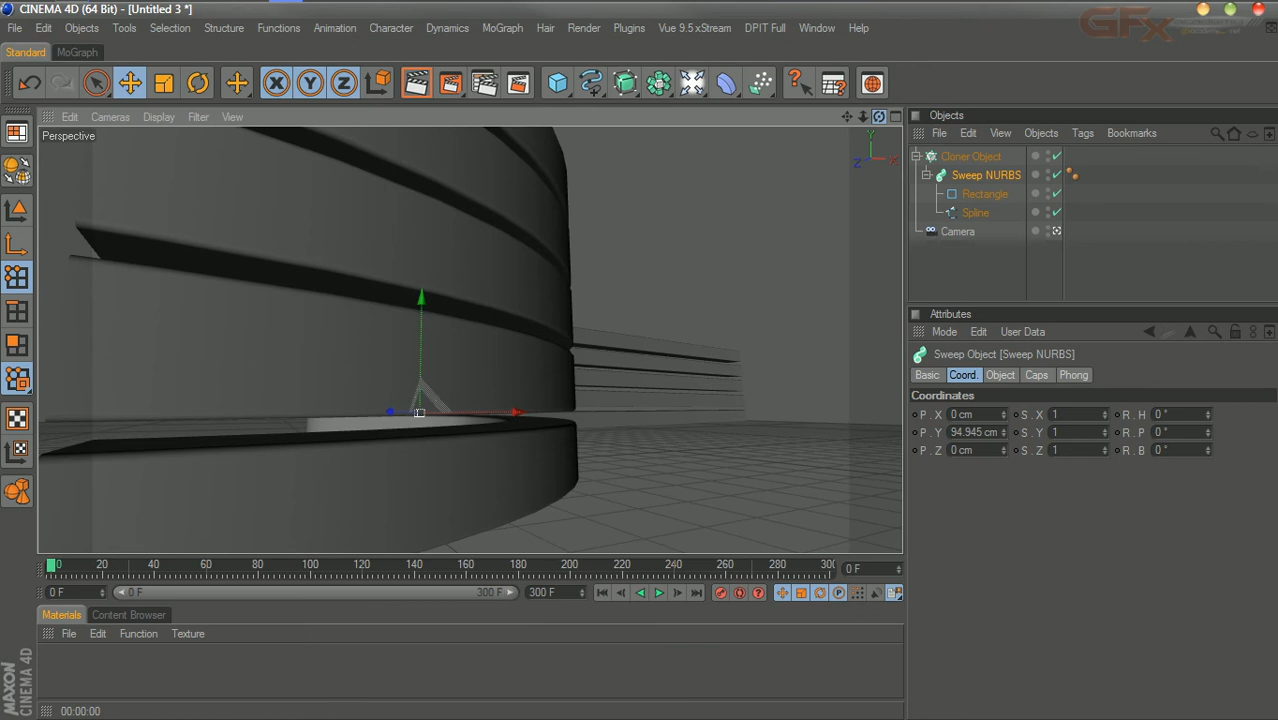 CINEMA 4D (64 Bit) - [Untitled 3 *]
GFx
File Edit Objects Tools Selection Structure Functions Animation Character Dynamics MoGraph Hair Render Plugins Vue 9.5 xStream DPIT Full Window Help
Standard MoGraph
X Y Z
Edit Cameras Display Filter View
Perspective
Y
Z X
Objects
File Edit View Objects Tags Bookmarks
Cloner Object
Sweep NURBS
Rectangle
Spline
Camera
Attributes
Mode Edit User Data
Sweep Object [Sweep NURBS]
Basic Coord. Object Caps Phong
Coordinates
P . X 0 cm S . X 1 R . H 0 °
P . Y 94.945 cm S . Y 1 R . P 0 °
P . Z 0 cm S . Z 1 R . B 0 °
0 20 40 60 80 100 120 140 160 180 200 220 240 260 280 300 0 F
0 F 0 F 300 F 300 F
Materials Content Browser
File Edit Function Texture
MAXON
CINEMA 4D
00:00:00